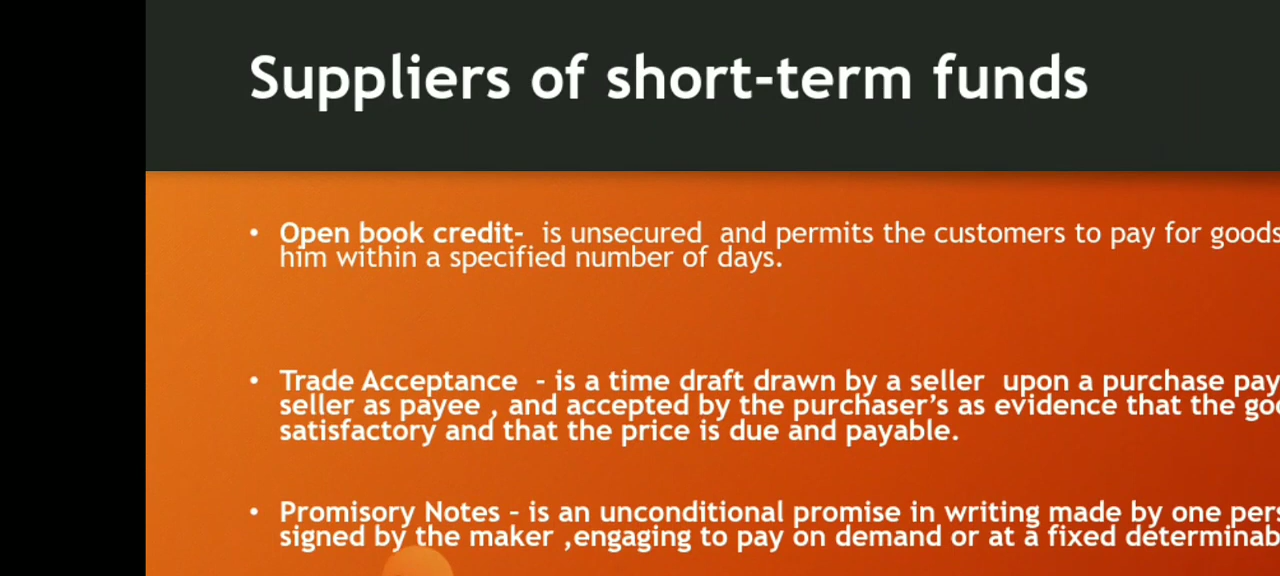 Suppliers of short-term funds
• Open book credit- is unsecured and permits the customers to pay for goods
him within a specified number of days.
• Trade Acceptance - is a time draft drawn by a seller upon a purchase pay
seller as payee , and accepted by the purchaser’s as evidence that the
satisfactory and that the price is due and payable.
• Promisory Notes – is an unconditional promise in writing made by one
signed by the maker ,engaging to pay on demand or at a fixed